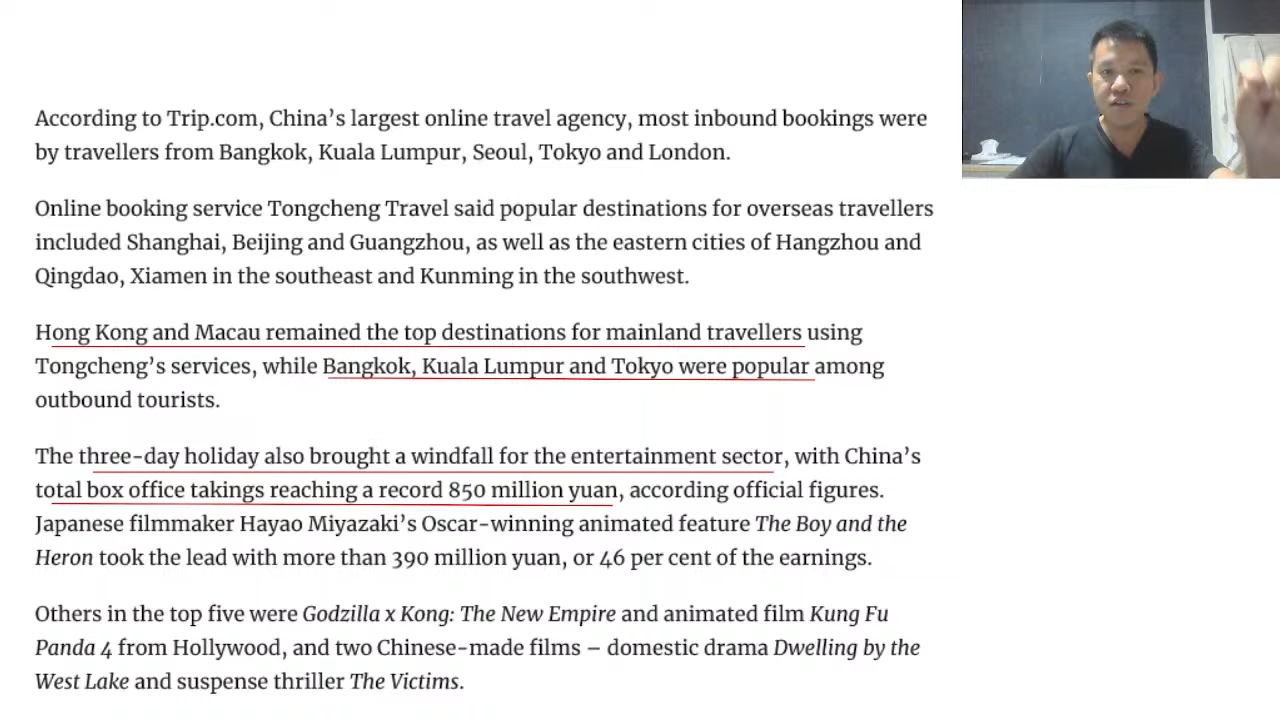 According to Trip.com, China’s largest online travel agency, most inbound bookings were
by travellers from Bangkok, Kuala Lumpur, Seoul, Tokyo and London.
Online booking service Tongcheng Travel said popular destinations for overseas travellers
included Shanghai, Beijing and Guangzhou, as well as the eastern cities of Hangzhou and
Qingdao, Xiamen in the southeast and Kunming in the southwest.
Hong Kong and Macau remained the top destinations for mainland travellers using
Tongcheng’s services, while Bangkok, Kuala Lumpur and Tokyo were popular among
outbound tourists.
The three-day holiday also brought a windfall for the entertainment sector, with China’s
total box office takings reaching a record 850 million yuan, according official figures.
Japanese filmmaker Hayao Miyazaki’s Oscar-winning animated feature The Boy and the
Heron took the lead with more than 390 million yuan, or 46 per cent of the earnings.
Others in the top five were Godzilla x Kong: The New Empire and animated film Kung Fu
Panda 4 from Hollywood, and two Chinese-made films – domestic drama Dwelling by the
West Lake and suspense thriller The Victims.